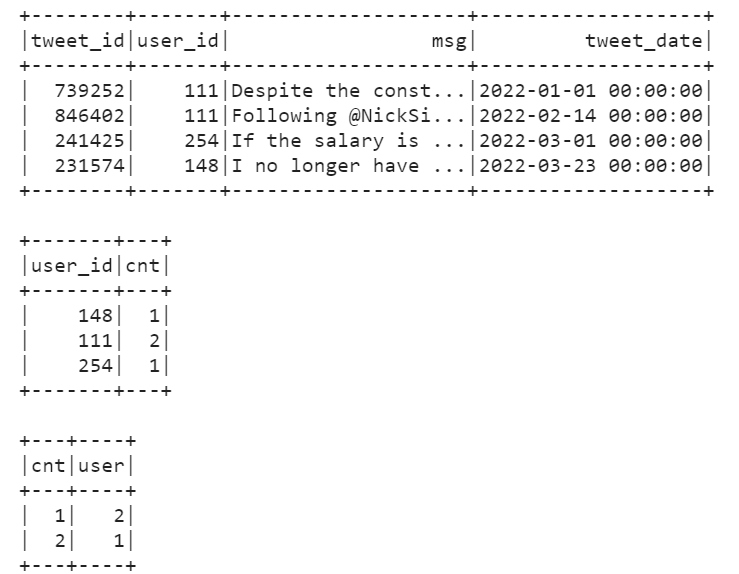 +--------+-------+--------------------+-------------------+
|tweet_id|user_id|                 msg|         tweet_date|
+--------+-------+--------------------+-------------------+
|  739252|    111|Despite the const...|2022-01-01 00:00:00|
|  846402|    111|Following @NickSi...|2022-02-14 00:00:00|
|  241425|    254|If the salary is ...|2022-03-01 00:00:00|
|  231574|    148|I no longer have ...|2022-03-23 00:00:00|
+--------+-------+--------------------+-------------------+
+-------+---+
|user_id|cnt|
+-------+---+
|    148|  1|
|    111|  2|
|    254|  1|
+-------+---+
+---+----+
|cnt|user|
+---+----+
|  1|   2|
|  2|   1|
+---+----+